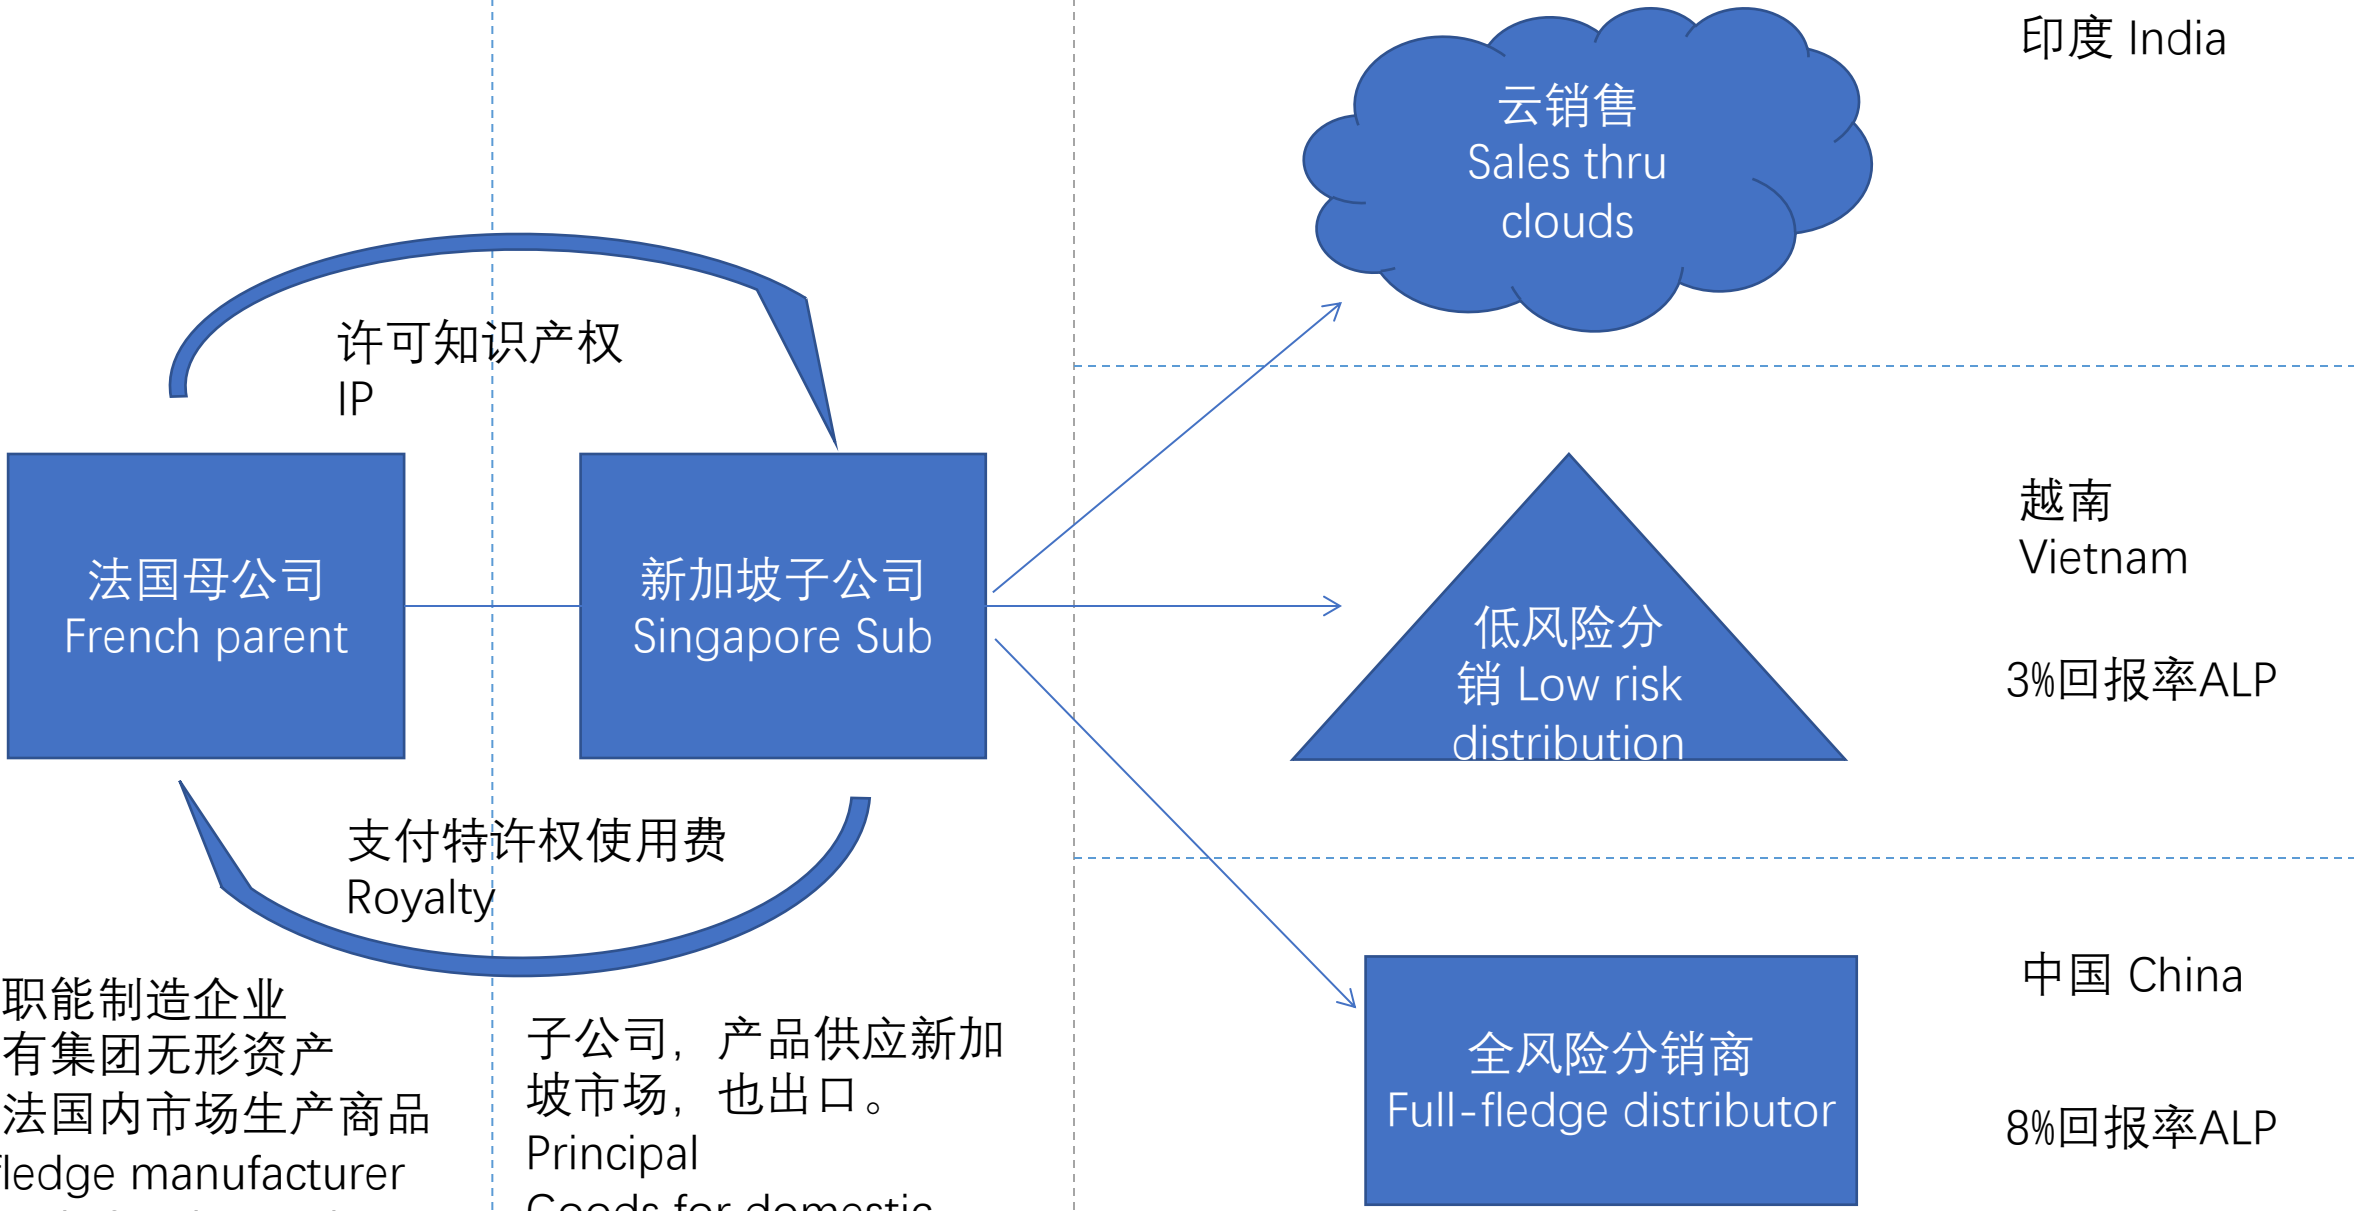 印度 India
云销售
Sales thru
clouds
许可知识产权
IP
法国母公司
French parent
新加坡子公司
Singapore Sub
越南
Vietnam
低风险分
销 Low risk
distribution
3%回报率ALP
支付特许权使用费
Royalty
中国 China
全风险分销商
Full-fledge distributor
8%回报率ALP
职能制造企业
有集团无形资产
法国内市场生产商品
ledge manufacturer
子公司，产品供应新加
坡市场，也出口。
Principal
Goods for domestic